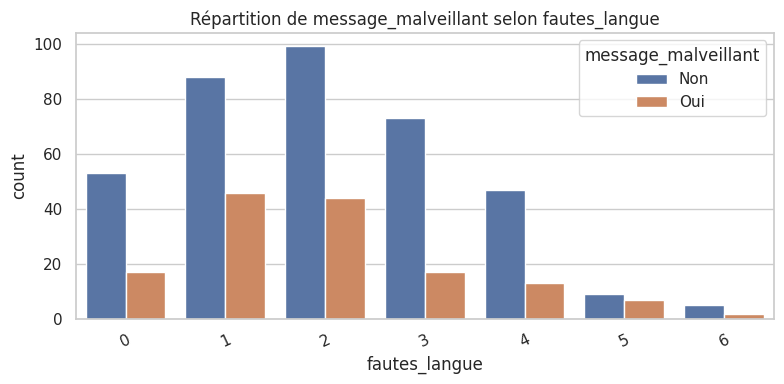 Répartition de message_malveillant selon fautes_langue
message_malveillant
Non
Oui
100
80
60
40
20
0
count
0 1 2 3 4 5 6
fautes_langue